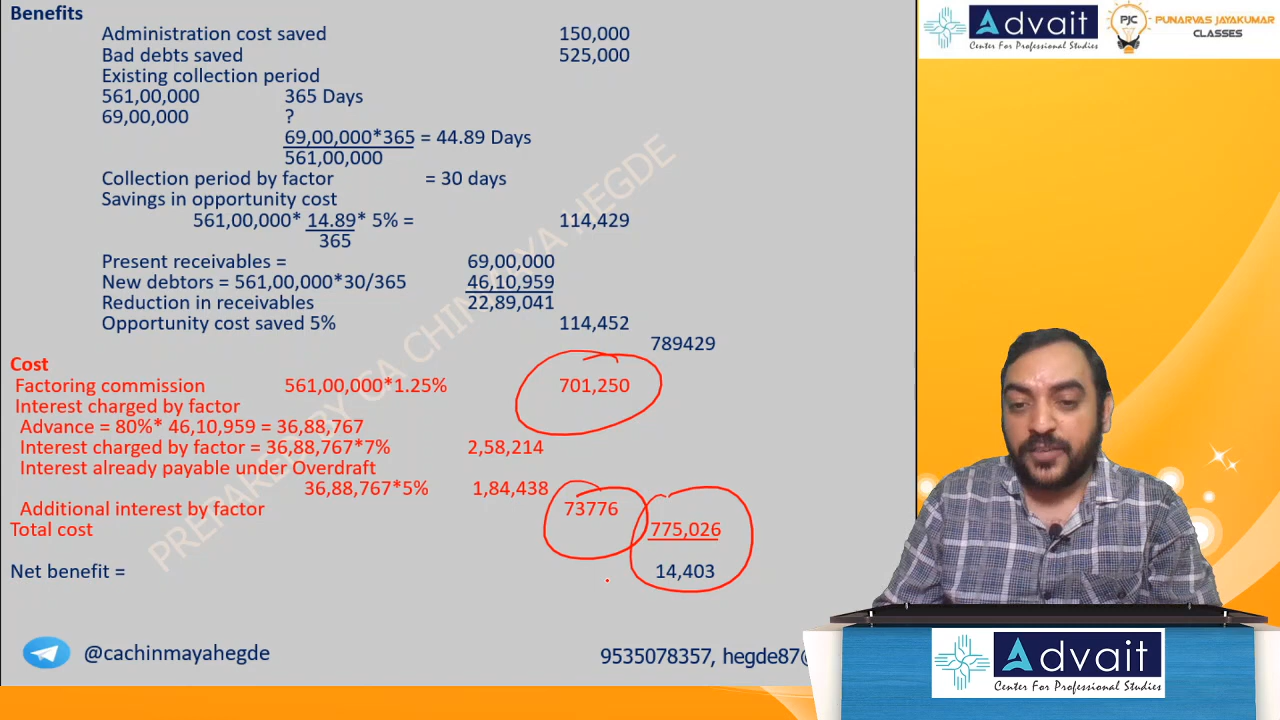 Benefits
Administration cost saved 150,000
Bad debts saved 525,000
Existing collection period
561,00,000 365 Days
69,00,000 ?
69,00,000*365 = 44.89 Days
561,00,000
Collection period by factor = 30 days
Savings in opportunity cost
561,00,000* 14.89* 5% = 114,429
365
Present receivables = 69,00,000
New debtors = 561,00,000*30/365 46,10,959
Reduction in receivables 22,89,041
Opportunity cost saved 5% 114,452
789429
Cost
Factoring commission 561,00,000*1.25% 701,250
Interest charged by factor
Advance = 80%* 46,10,959 = 36,88,767
Interest charged by factor = 36,88,767*7% 2,58,214
Interest already payable under Overdraft
36,88,767*5% 1,84,438
Additional interest by factor 73776
Total cost 775,026
Net benefit = 14,403
@cachinmayahegde
9535078357, hegde87@
PREPARED BY CA CHINMAYA HEGDE
Advait
Center For Professional Studies
PJC
PUNARVAS JAYAKUMAR
CLASSES
Advait
Center For Professional Studies